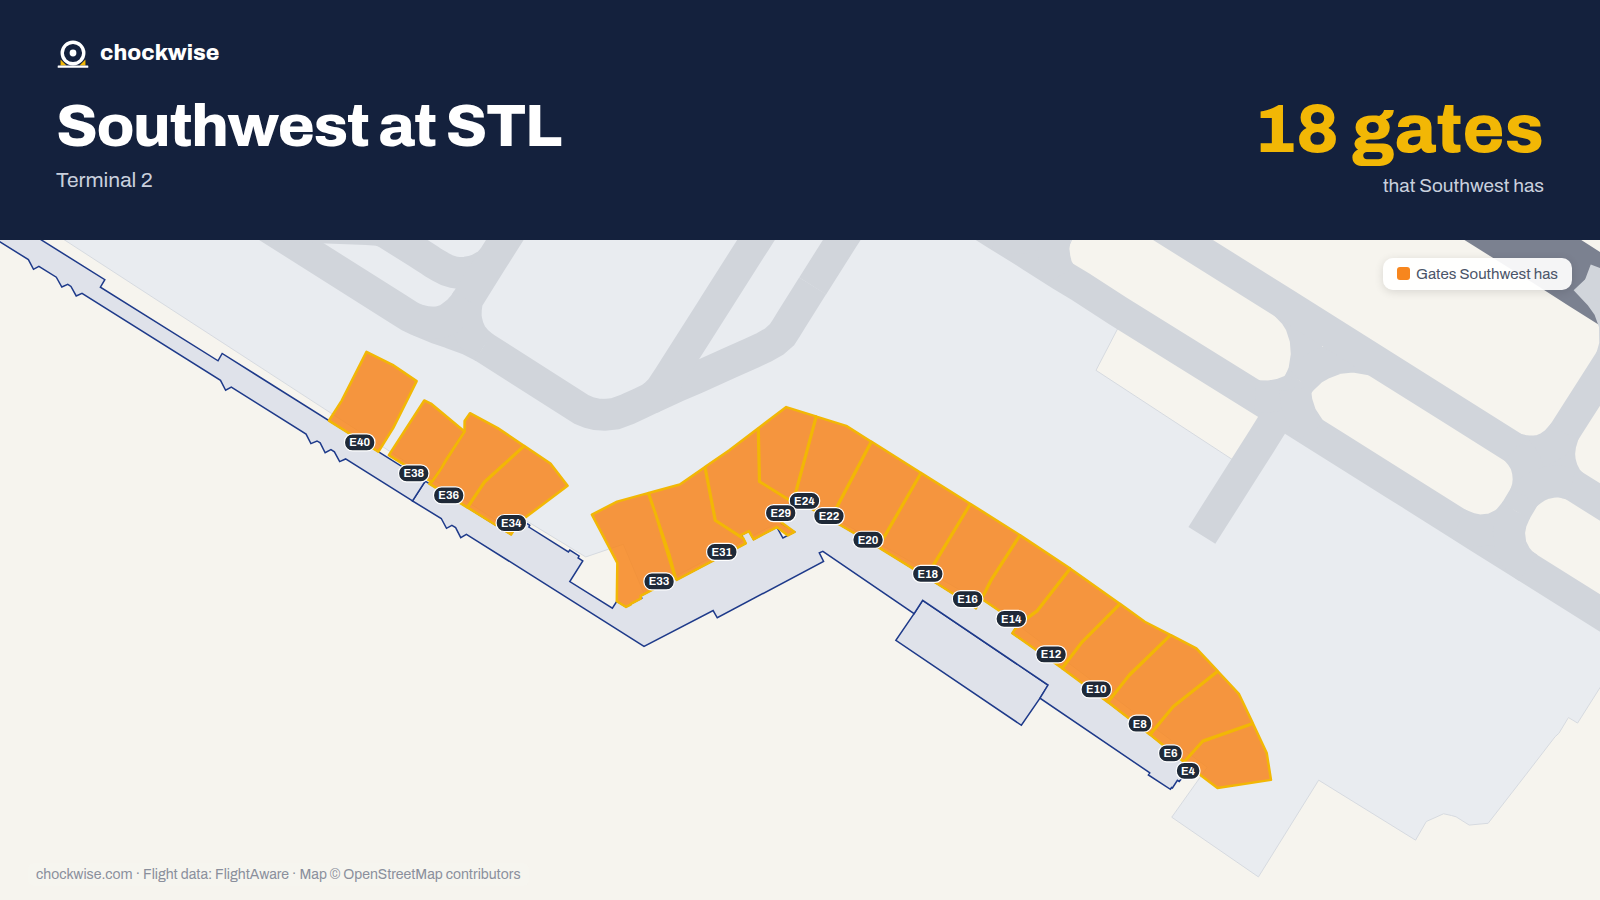 chockwise
Southwest at STL
Terminal 2
18 gates
that Southwest has
Gates Southwest has
E40
E38
E36
E34
E33
E31
E29
E24
E22
E20
E18
E16
E14
E12
E10
E8
E6
E4
chockwise.com · Flight data: FlightAware · Map © OpenStreetMap contributors